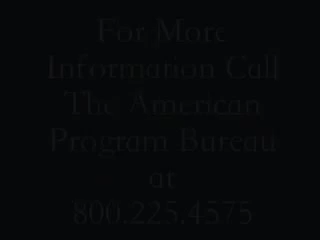 For More
Information Call
The American
Program Bureau
at
800.225.4575